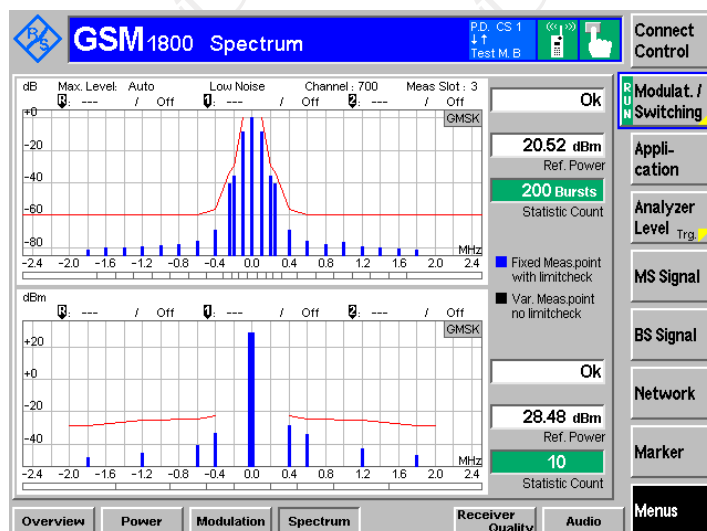 R&S
GSM 1800 Spectrum
P.D. CS 1
Test M. B
Connect Control
dB Max. Level: Auto Low Noise Channel : 700 Meas Slot : 3
R: --- / Off 1: --- / Off 2: --- / Off
GMSK
+0
-20
-40
-60
-80
MHz
-2.4 -2.0 -1.6 -1.2 -0.8 -0.4 0.0 0.4 0.8 1.2 1.6 2.0 2.4
Ok
20.52 dBm
Ref. Power
200 Bursts
Statistic Count
Fixed Meas.point
with limitcheck
Var. Meas.point
no limitcheck
dBm
R: --- / Off 1: --- / Off 2: --- / Off
GMSK
+20
+0
-20
-40
MHz
-2.4 -2.0 -1.6 -1.2 -0.8 -0.4 0.0 0.4 0.8 1.2 1.6 2.0 2.4
Ok
28.48 dBm
Ref. Power
10
Statistic Count
RUN
Modulat. /
Switching
Appli-
cation
Analyzer
Level Trg.
MS Signal
BS Signal
Network
Marker
Menus
Overview Power Modulation Spectrum Receiver Quality Audio